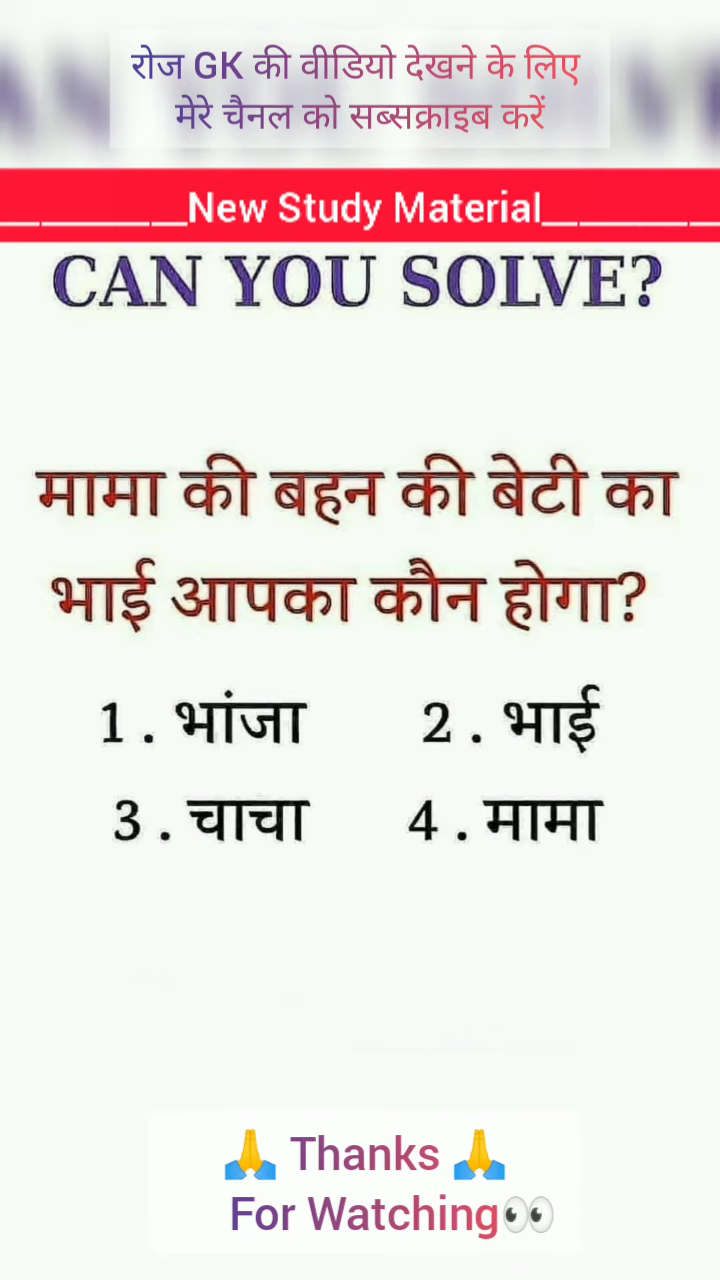 रोज GK की वीडियो देखने के लिए
मेरे चैनल को सब्सक्राइब करें
New Study Material
CAN YOU SOLVE?
मामा की बहन की बेटी का
भाई आपका कौन होगा?
1 . भांजा 2 . भाई
3 . चाचा 4 . मामा
🙏 Thanks 🙏
For Watching👀